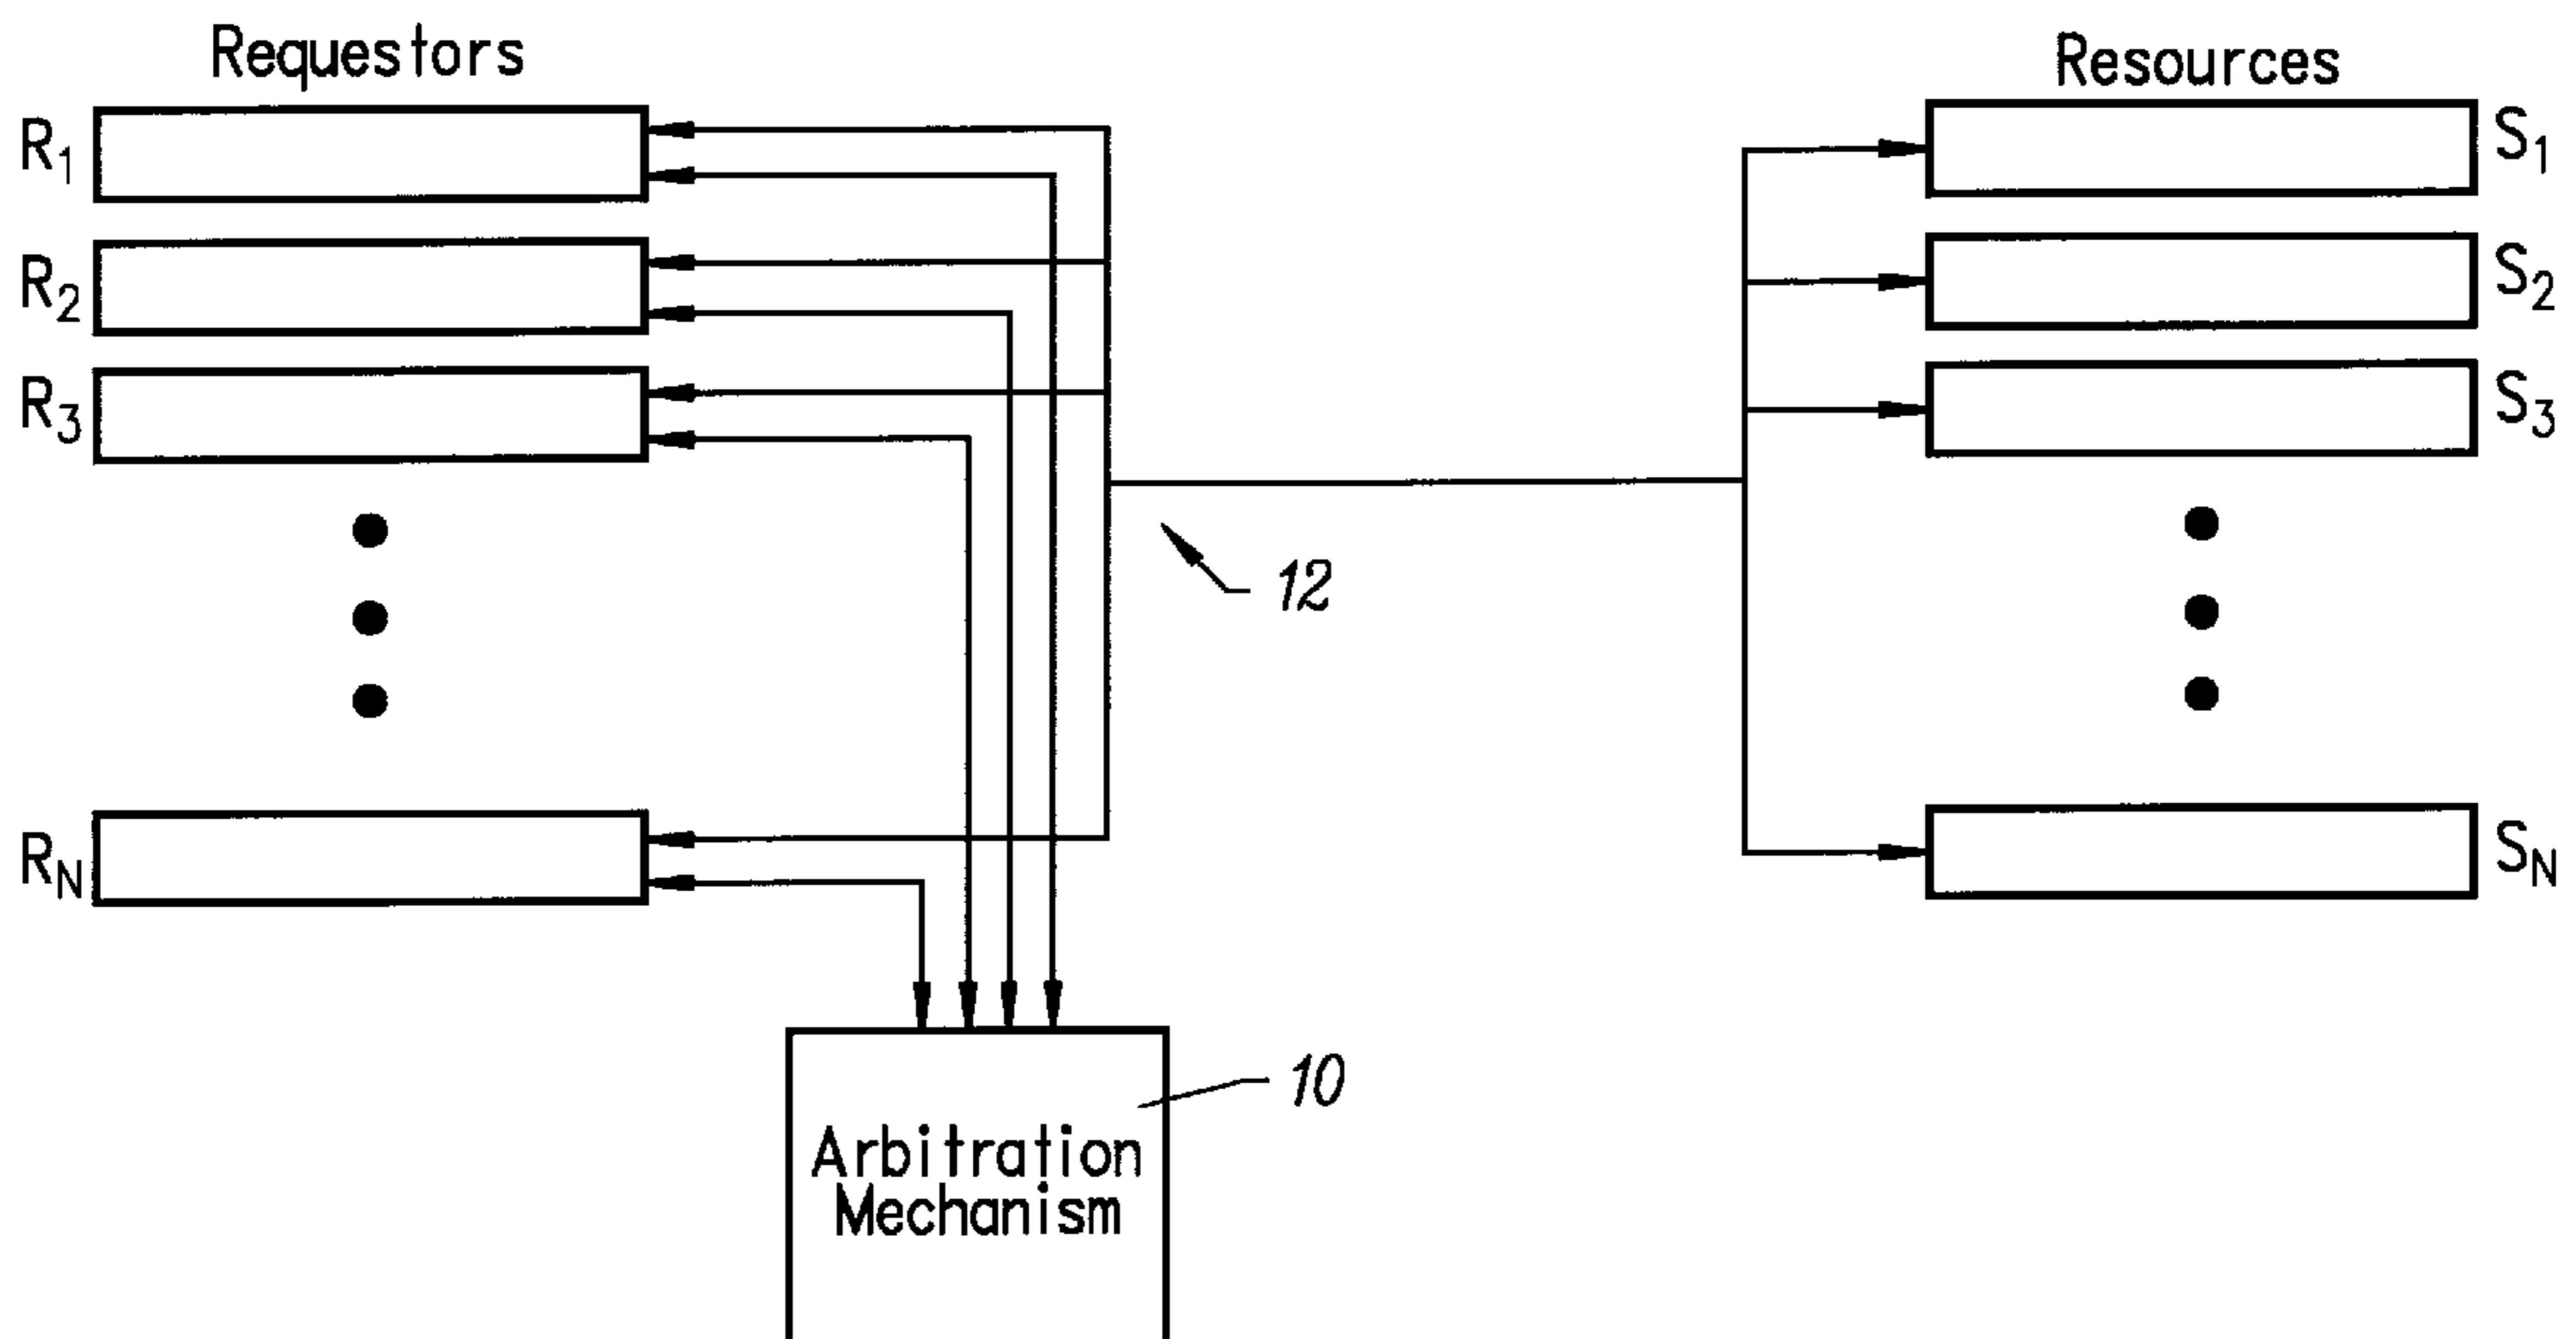 Requestors
Resources
R1
S1
R2
S2
R3
S3
12
RN
SN
10
Arbitration
Mechanism